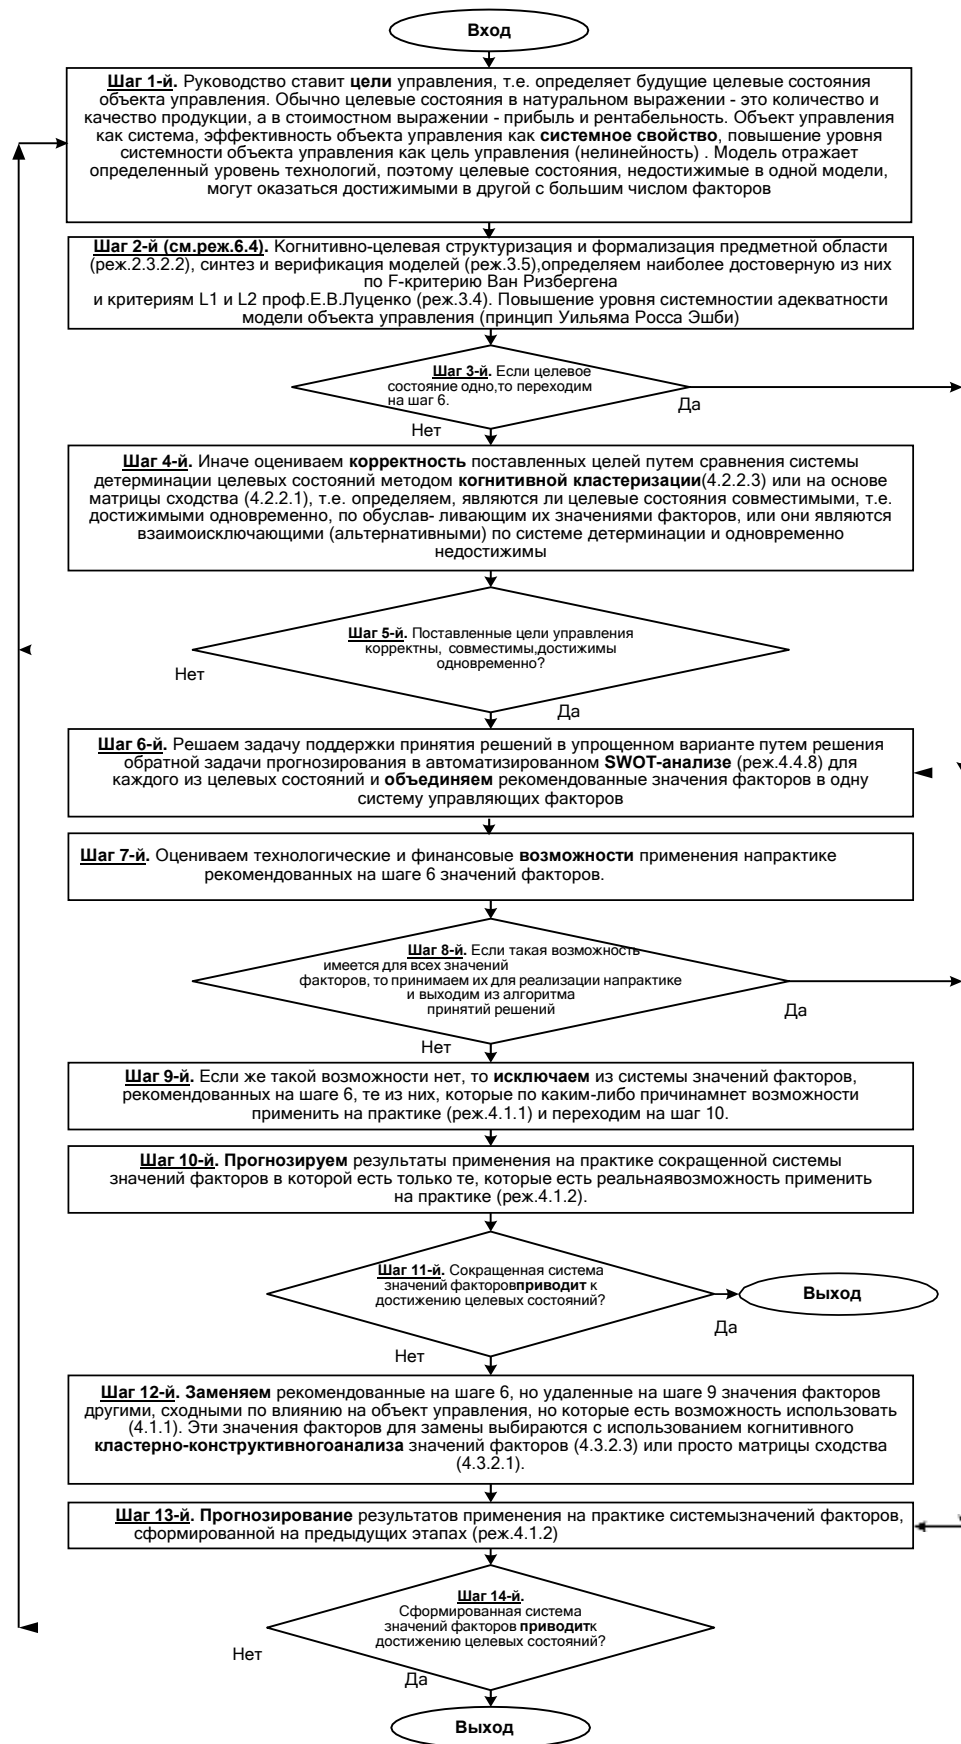 Вход
Шаг 1-й. Руководство ставит цели управления, т.е. определяет будущие целевые состояния
объекта управления. Обычно целевые состояния в натуральном выражении - это количество и
качество продукции, а в стоимостном выражении - прибыль и рентабельность. Объект управления
как система, эффективность объекта управления как системное свойство, повышение уровня
системности объекта управления как цель управления (нелинейность) . Модель отражает
определенный уровень технологий, поэтому целевые состояния, недостижимые в одной модели,
могут оказаться достижимыми в другой с большим числом факторов
Шаг 2-й (см.реж.6.4). Когнитивно-целевая структуризация и формализация предметной области
(реж.2.3.2.2), синтез и верификация моделей (реж.3.5),определяем наиболее достоверную из них
по F-критерию Ван Ризбергена
и критериям L1 и L2 проф.Е.В.Луценко (реж.3.4). Повышение уровня системностии адекватности
модели объекта управления (принцип Уильяма Росса Эшби)
Шаг 3-й. Если целевое
состояние одно,то переходим
на шаг 6.
Да
Нет
Шаг 4-й. Иначе оцениваем корректность поставленных целей путем сравнения системы
детерминации целевых состояний методом когнитивной кластеризации(4.2.2.3) или на основе
матрицы сходства (4.2.2.1), т.е. определяем, являются ли целевые состояния совместимыми, т.е.
достижимыми одновременно, по обуслав- ливающим их значениями факторов, или они являются
взаимоисключающими (альтернативными) по системе детерминации и одновременно
недостижимы
Шаг 5-й. Поставленные цели управления
корректны, совместимы,достижимы
одновременно?
Нет
Да
Шаг 6-й. Решаем задачу поддержки принятия решений в упрощенном варианте путем решения
обратной задачи прогнозирования в автоматизированном SWOT-анализе (реж.4.4.8) для
каждого из целевых состояний и объединяем рекомендованные значения факторов в одну
систему управляющих факторов
Шаг 7-й. Оцениваем технологические и финансовые возможности применения напрактике
рекомендованных на шаге 6 значений факторов.
Шаг 8-й. Если такая возможность
имеется для всех значений
факторов, то принимаем их для реализации напрактике
и выходим из алгоритма
принятий решений
Да
Нет
Шаг 9-й. Если же такой возможности нет, то исключаем из системы значений факторов,
рекомендованных на шаге 6, те из них, которые по каким-либо причинамнет возможности
применить на практике (реж.4.1.1) и переходим на шаг 10.
Шаг 10-й. Прогнозируем результаты применения на практике сокращенной системы
значений факторов в которой есть только те, которые есть реальнаявозможность применить
на практике (реж.4.1.2).
Шаг 11-й. Сокращенная система
значений факторовприводит к
достижению целевых состояний?
Выход
Да
Нет
Шаг 12-й. Заменяем рекомендованные на шаге 6, но удаленные на шаге 9 значения факторов
другими, сходными по влиянию на объект управления, но которые есть возможность использовать
(4.1.1). Эти значения факторов для замены выбираются с использованием когнитивного
кластерно-конструктивногоанализа значений факторов (4.3.2.3) или просто матрицы сходства
(4.3.2.1).
Шаг 13-й. Прогнозирование результатов применения на практике системызначений факторов,
сформированной на предыдущих этапах (реж.4.1.2)
Шаг 14-й.
Сформированная система
значений факторов приводитк
достижению целевых состояний?
Нет
Да
Выход